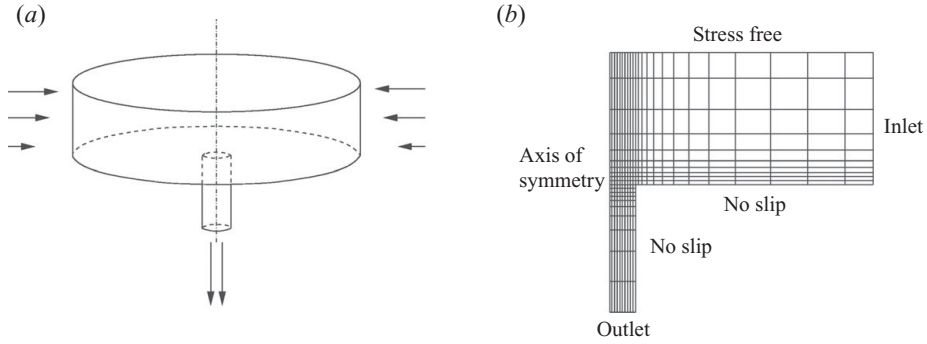 (a)
(b)
Stress free
Inlet
Axis of
symmetry
No slip
No slip
Outlet